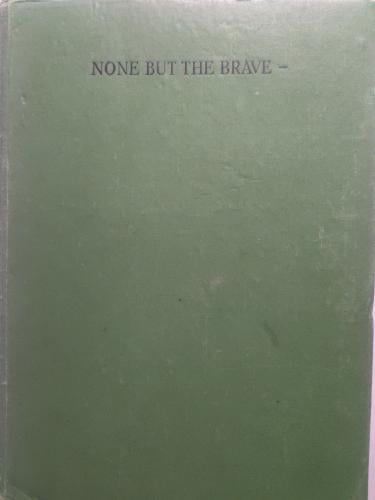 NONE BUT THE BRAVE –